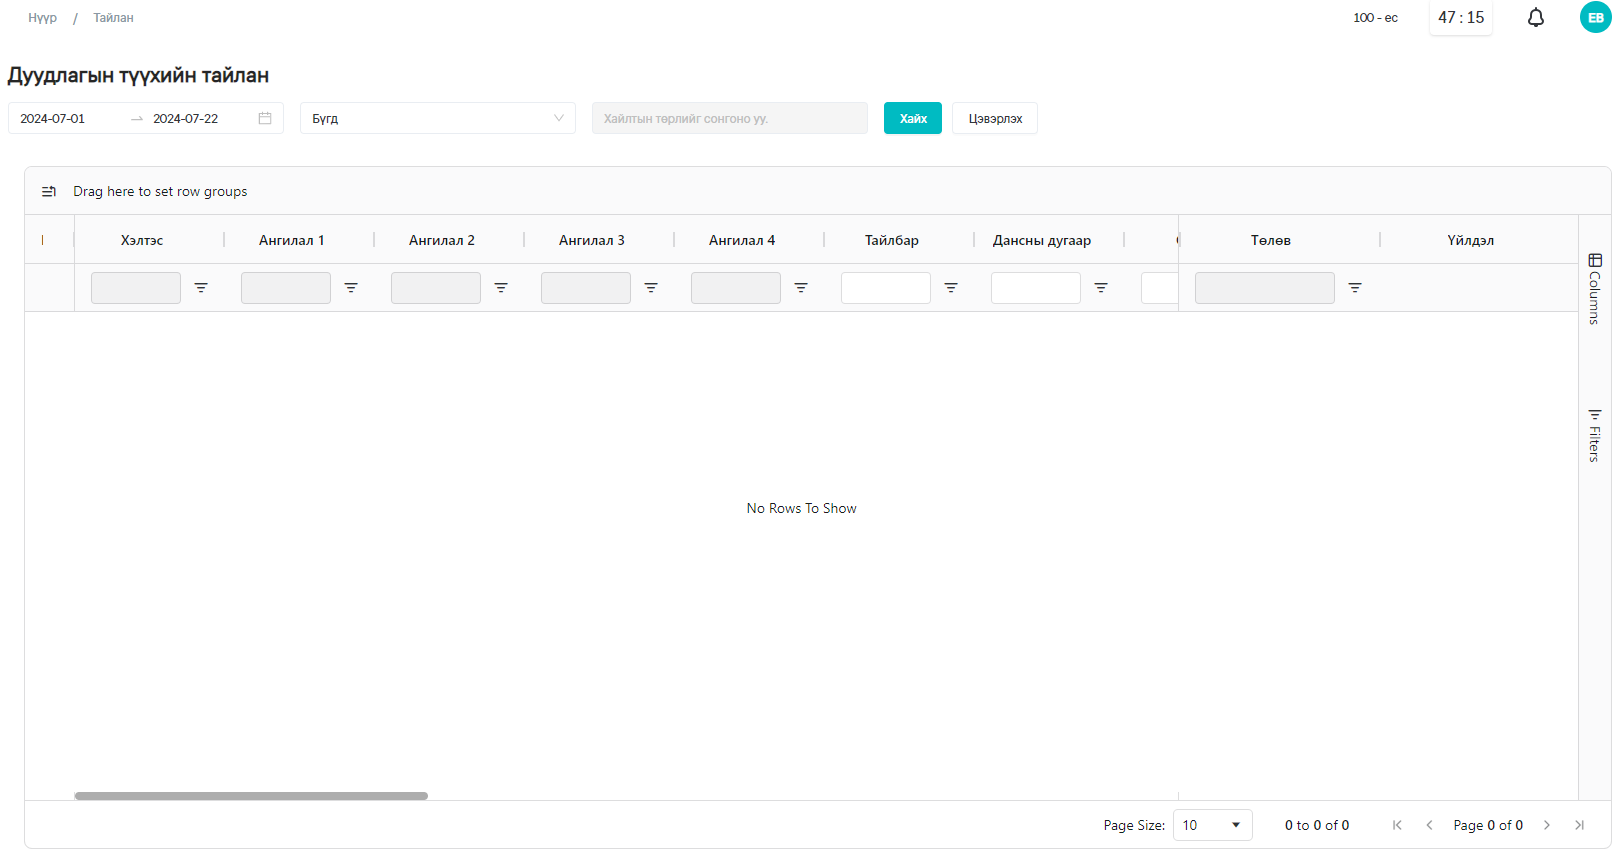 Нүүр / Тайлан
100 - ес
47 : 15
EB
Дуудлагын түүхийн тайлан
2024-07-01 → 2024-07-22
Бүгд
Хайлтын төрлийг сонгоно уу.
Хайх
Цэвэрлэх
Drag here to set row groups
Хэлтэс
Ангилал 1
Ангилал 2
Ангилал 3
Ангилал 4
Тайлбар
Дансны дугаар
Төлөв
Үйлдэл
Columns
Filters
No Rows To Show
Page Size: 10
0 to 0 of 0
Page 0 of 0